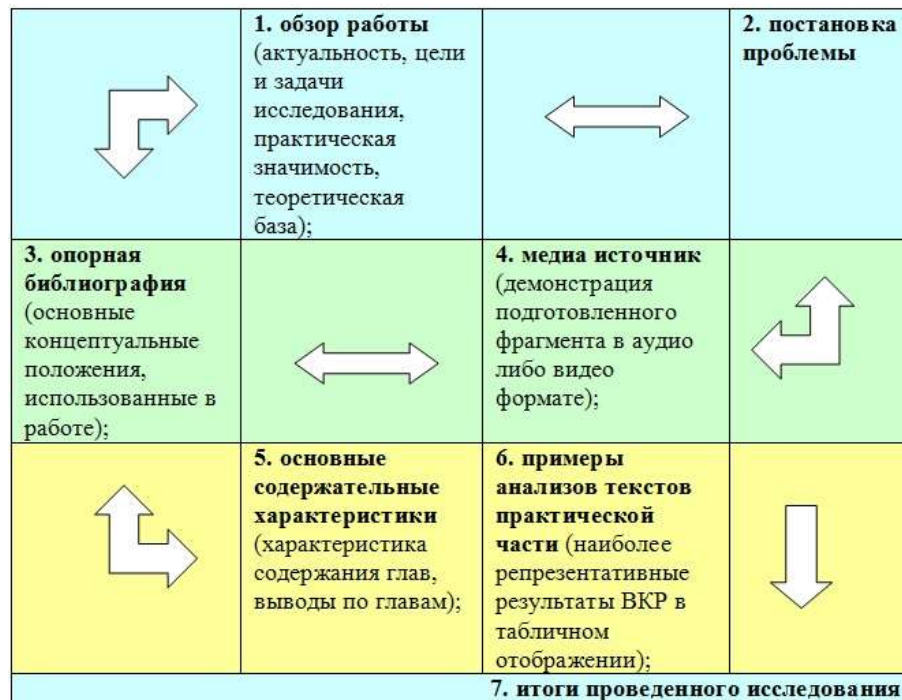 1. обзор работы
(актуальность, цели
и задачи
исследования,
практическая
значимость,
теоретическая
база);
2. постановка
проблемы
3. опорная
библиография
(основные
концептуальные
положения,
использованные в
работе);
4. медиа источник
(демонстрация
подготовленного
фрагмента в аудио
либо видео
формате);
5. основные
содержательные
характеристики
(характеристика
содержания глав,
выводы по главам);
6. примеры
анализов текстов
практической
части (наиболее
репрезентативные
результаты ВКР в
табличном
отображении);
7. итоги проведенного исследования